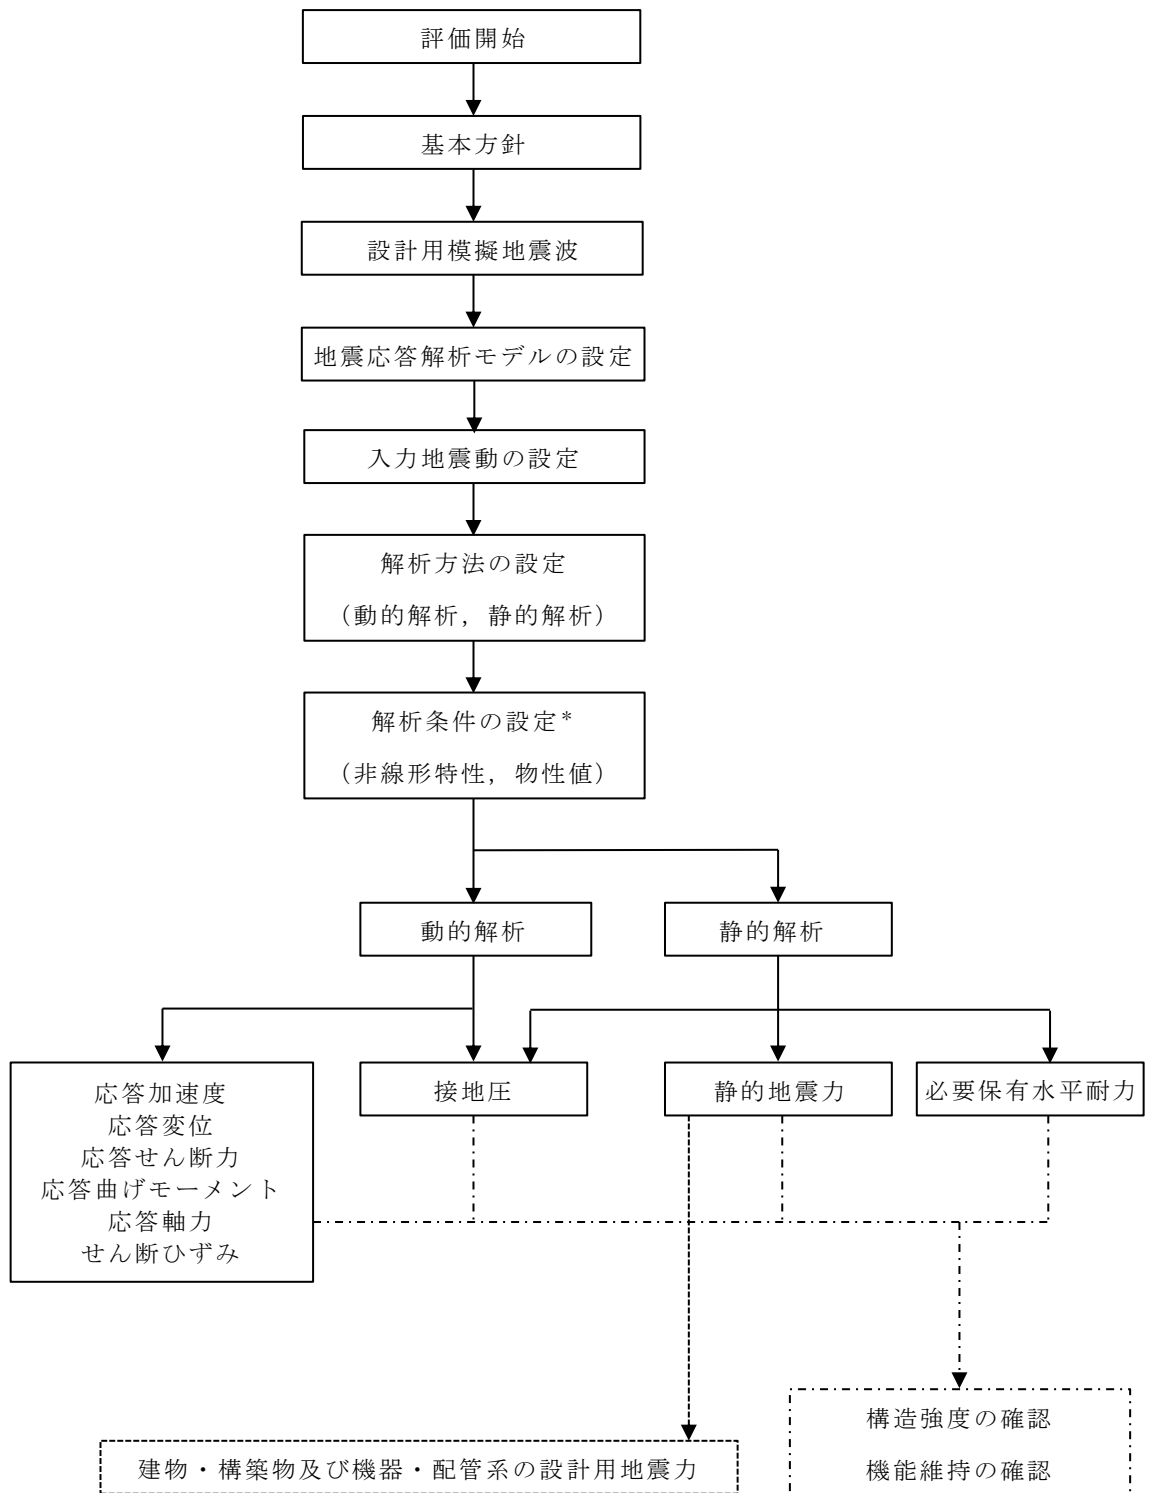 評価開始
基本方針
設計用模擬地震波
地震応答解析モデルの設定
入力地震動の設定
解析方法の設定
（動的解析，静的解析）
解析条件の設定*
（非線形特性，物性値）
動的解析
静的解析
応答加速度
応答変位
応答せん断力
応答曲げモーメント
応答軸力
せん断ひずみ
接地圧
静的地震力
必要保有水平耐力
構造強度の確認
機能維持の確認
建物・構築物及び機器・配管系の設計用地震力